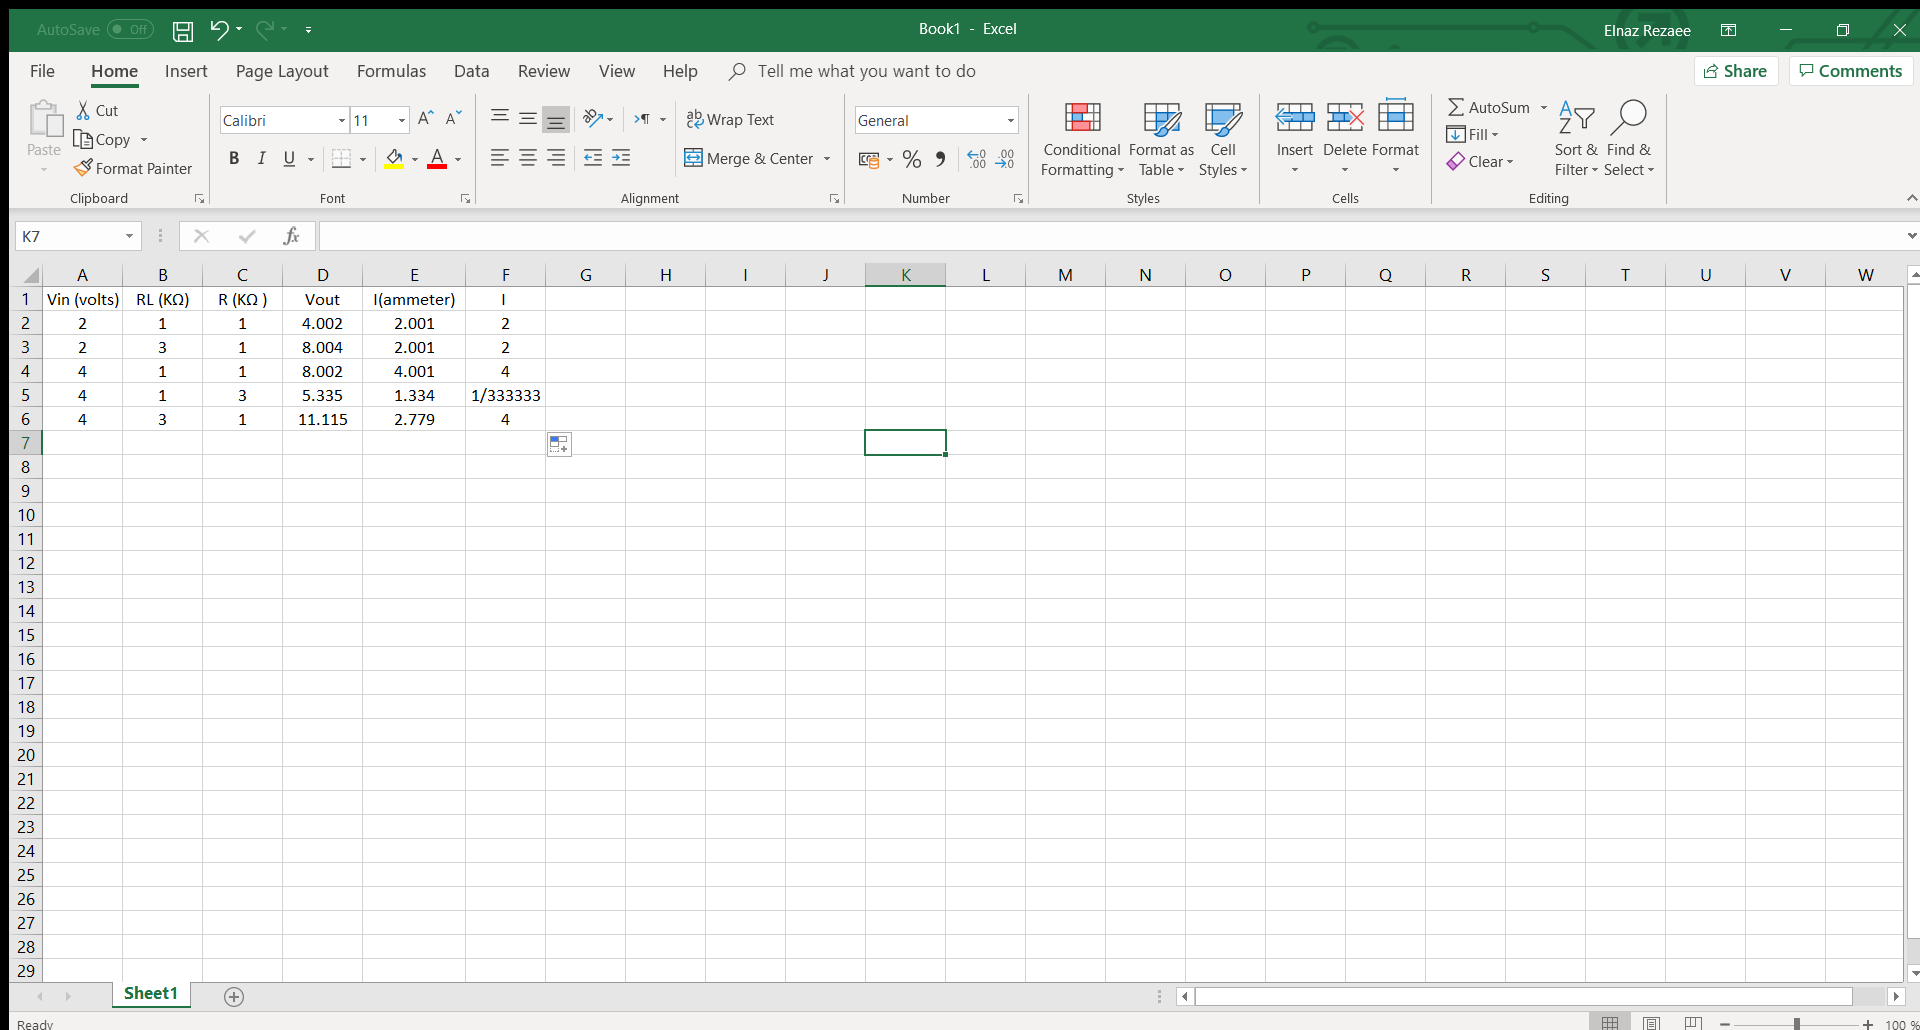 AutoSave Off Book1 - Excel Elnaz Rezaee
File Home Insert Page Layout Formulas Data Review View Help Tell me what you want to do Share Comments
Paste Cut Copy Format Painter Clipboard
Calibri 11 B I U A Font
ab Wrap Text Merge & Center Alignment
General % Number
Conditional Formatting Format as Table Cell Styles Styles
Insert Delete Format Cells
AutoSum Fill Clear Sort & Filter Find & Select Editing
K7 fx
A B C D E F G H I J K L M N O P Q R S T U V W
1 Vin (volts) RL (KΩ) R (KΩ ) Vout I(ammeter) I
2 2 1 1 4.002 2.001 2
3 2 3 1 8.004 2.001 2
4 4 1 1 8.002 4.001 4
5 4 1 3 5.335 1.334 1/333333
6 4 3 1 11.115 2.779 4
7
8
9
10
11
12
13
14
15
16
17
18
19
20
21
22
23
24
25
26
27
28
29
Sheet1
Ready 100 %